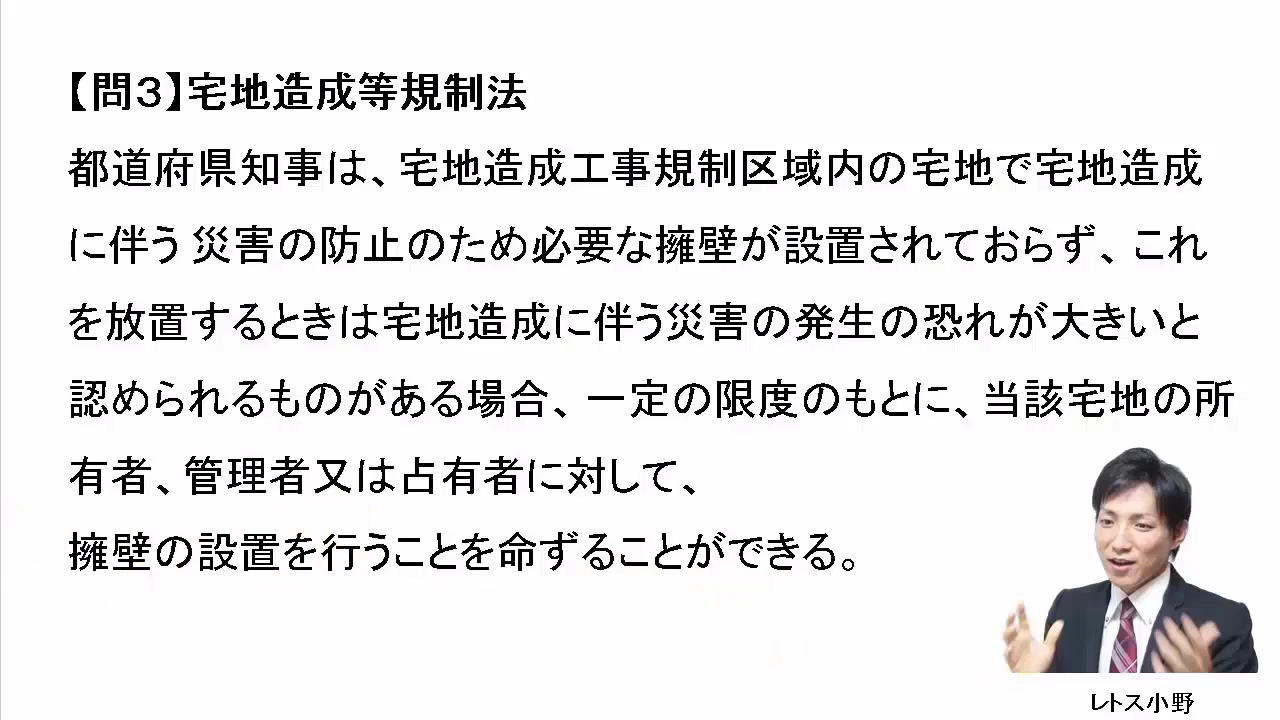 【問３】宅地造成等規制法
都道府県知事は、宅地造成工事規制区域内の宅地で宅地造成
に伴う災害の防止のため必要な擁壁が設置されておらず、これ
を放置するときは宅地造成に伴う災害の発生の恐れが大きいと
認められるものがある場合、一定の限度のもとに、当該宅地の所
有者、管理者又は占有者に対して、
擁壁の設置を行うことを命ずることができる。
レトス小野